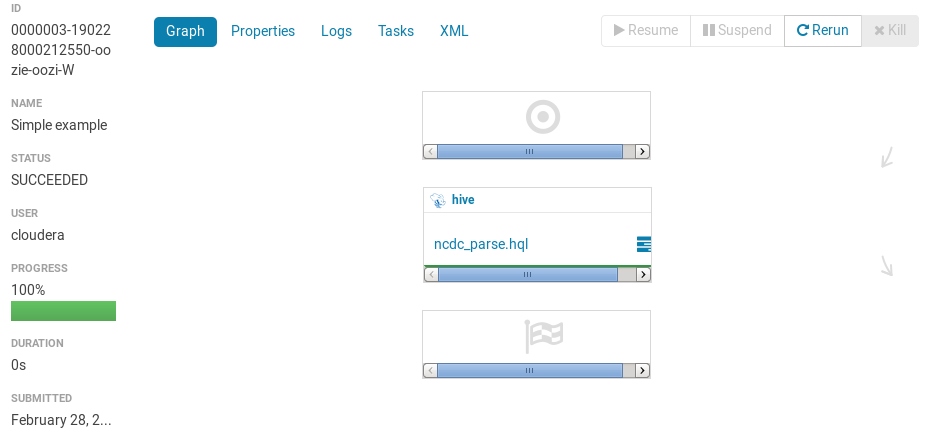 ID
0000003-19022
8000212550-oo
zie-oozi-W
NAME
Simple example
STATUS
SUCCEEDED
USER
cloudera
PROGRESS
100%
DURATION
0s
SUBMITTED
February 28, 2...
Graph Properties Logs Tasks XML
Resume Suspend Rerun Kill
hive
ncdc_parse.hql